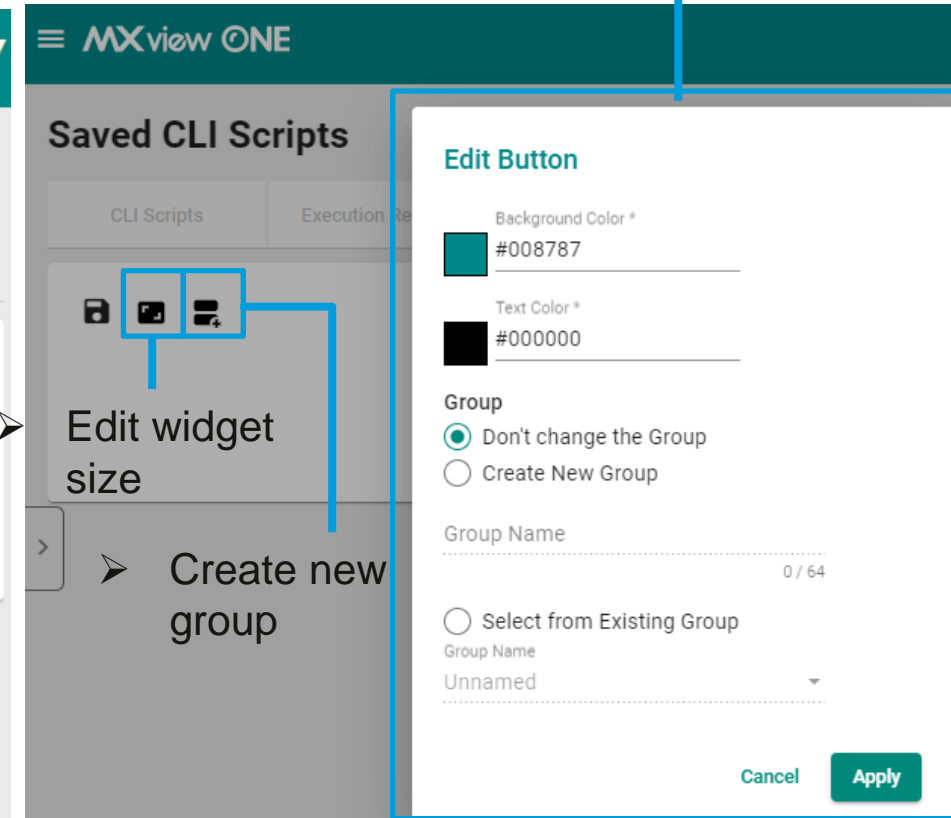 MXview ONE
Saved CLI Scripts
CLI Scripts
Execution Re
Edit widget
size
Create new
group
Edit Button
Background Color *
#008787
Text Color *
#000000
Group
Don't change the Group
Create New Group
Group Name
0 / 64
Select from Existing Group
Group Name
Unnamed
Cancel
Apply